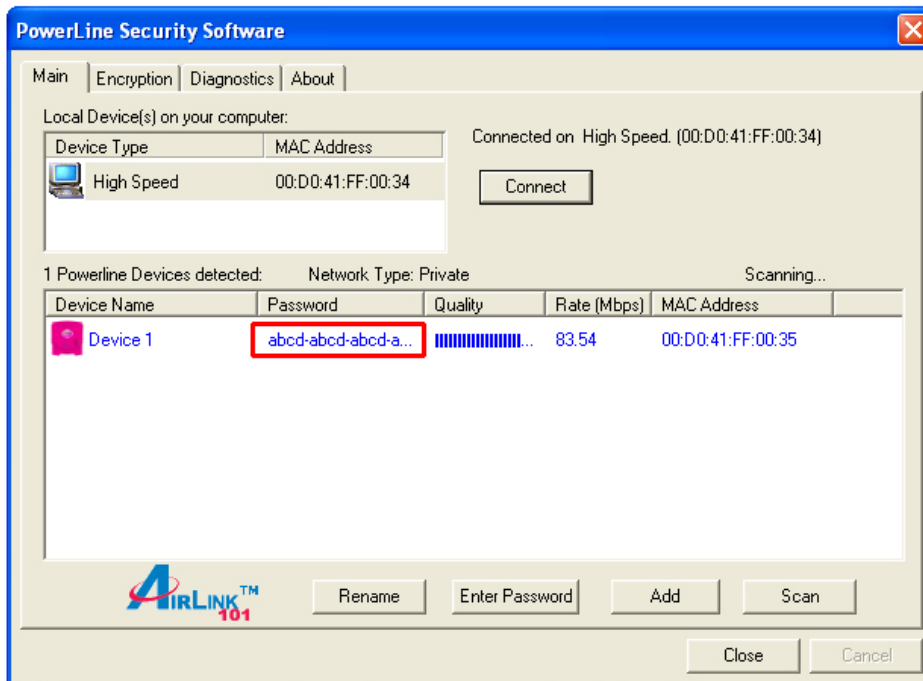 PowerLine Security Software
Main Encryption Diagnostics About
Local Device(s) on your computer:
Device Type MAC Address
High Speed 00:D0:41:FF:00:34
Connected on High Speed. (00:D0:41:FF:00:34)
Connect
1 Powerline Devices detected: Network Type: Private Scanning...
Device Name Password Quality Rate (Mbps) MAC Address
Device 1 abcd-abcd-abcd-a... ... 83.54 00:D0:41:FF:00:35
AIRLINK™
101
Rename Enter Password Add Scan
Close Cancel